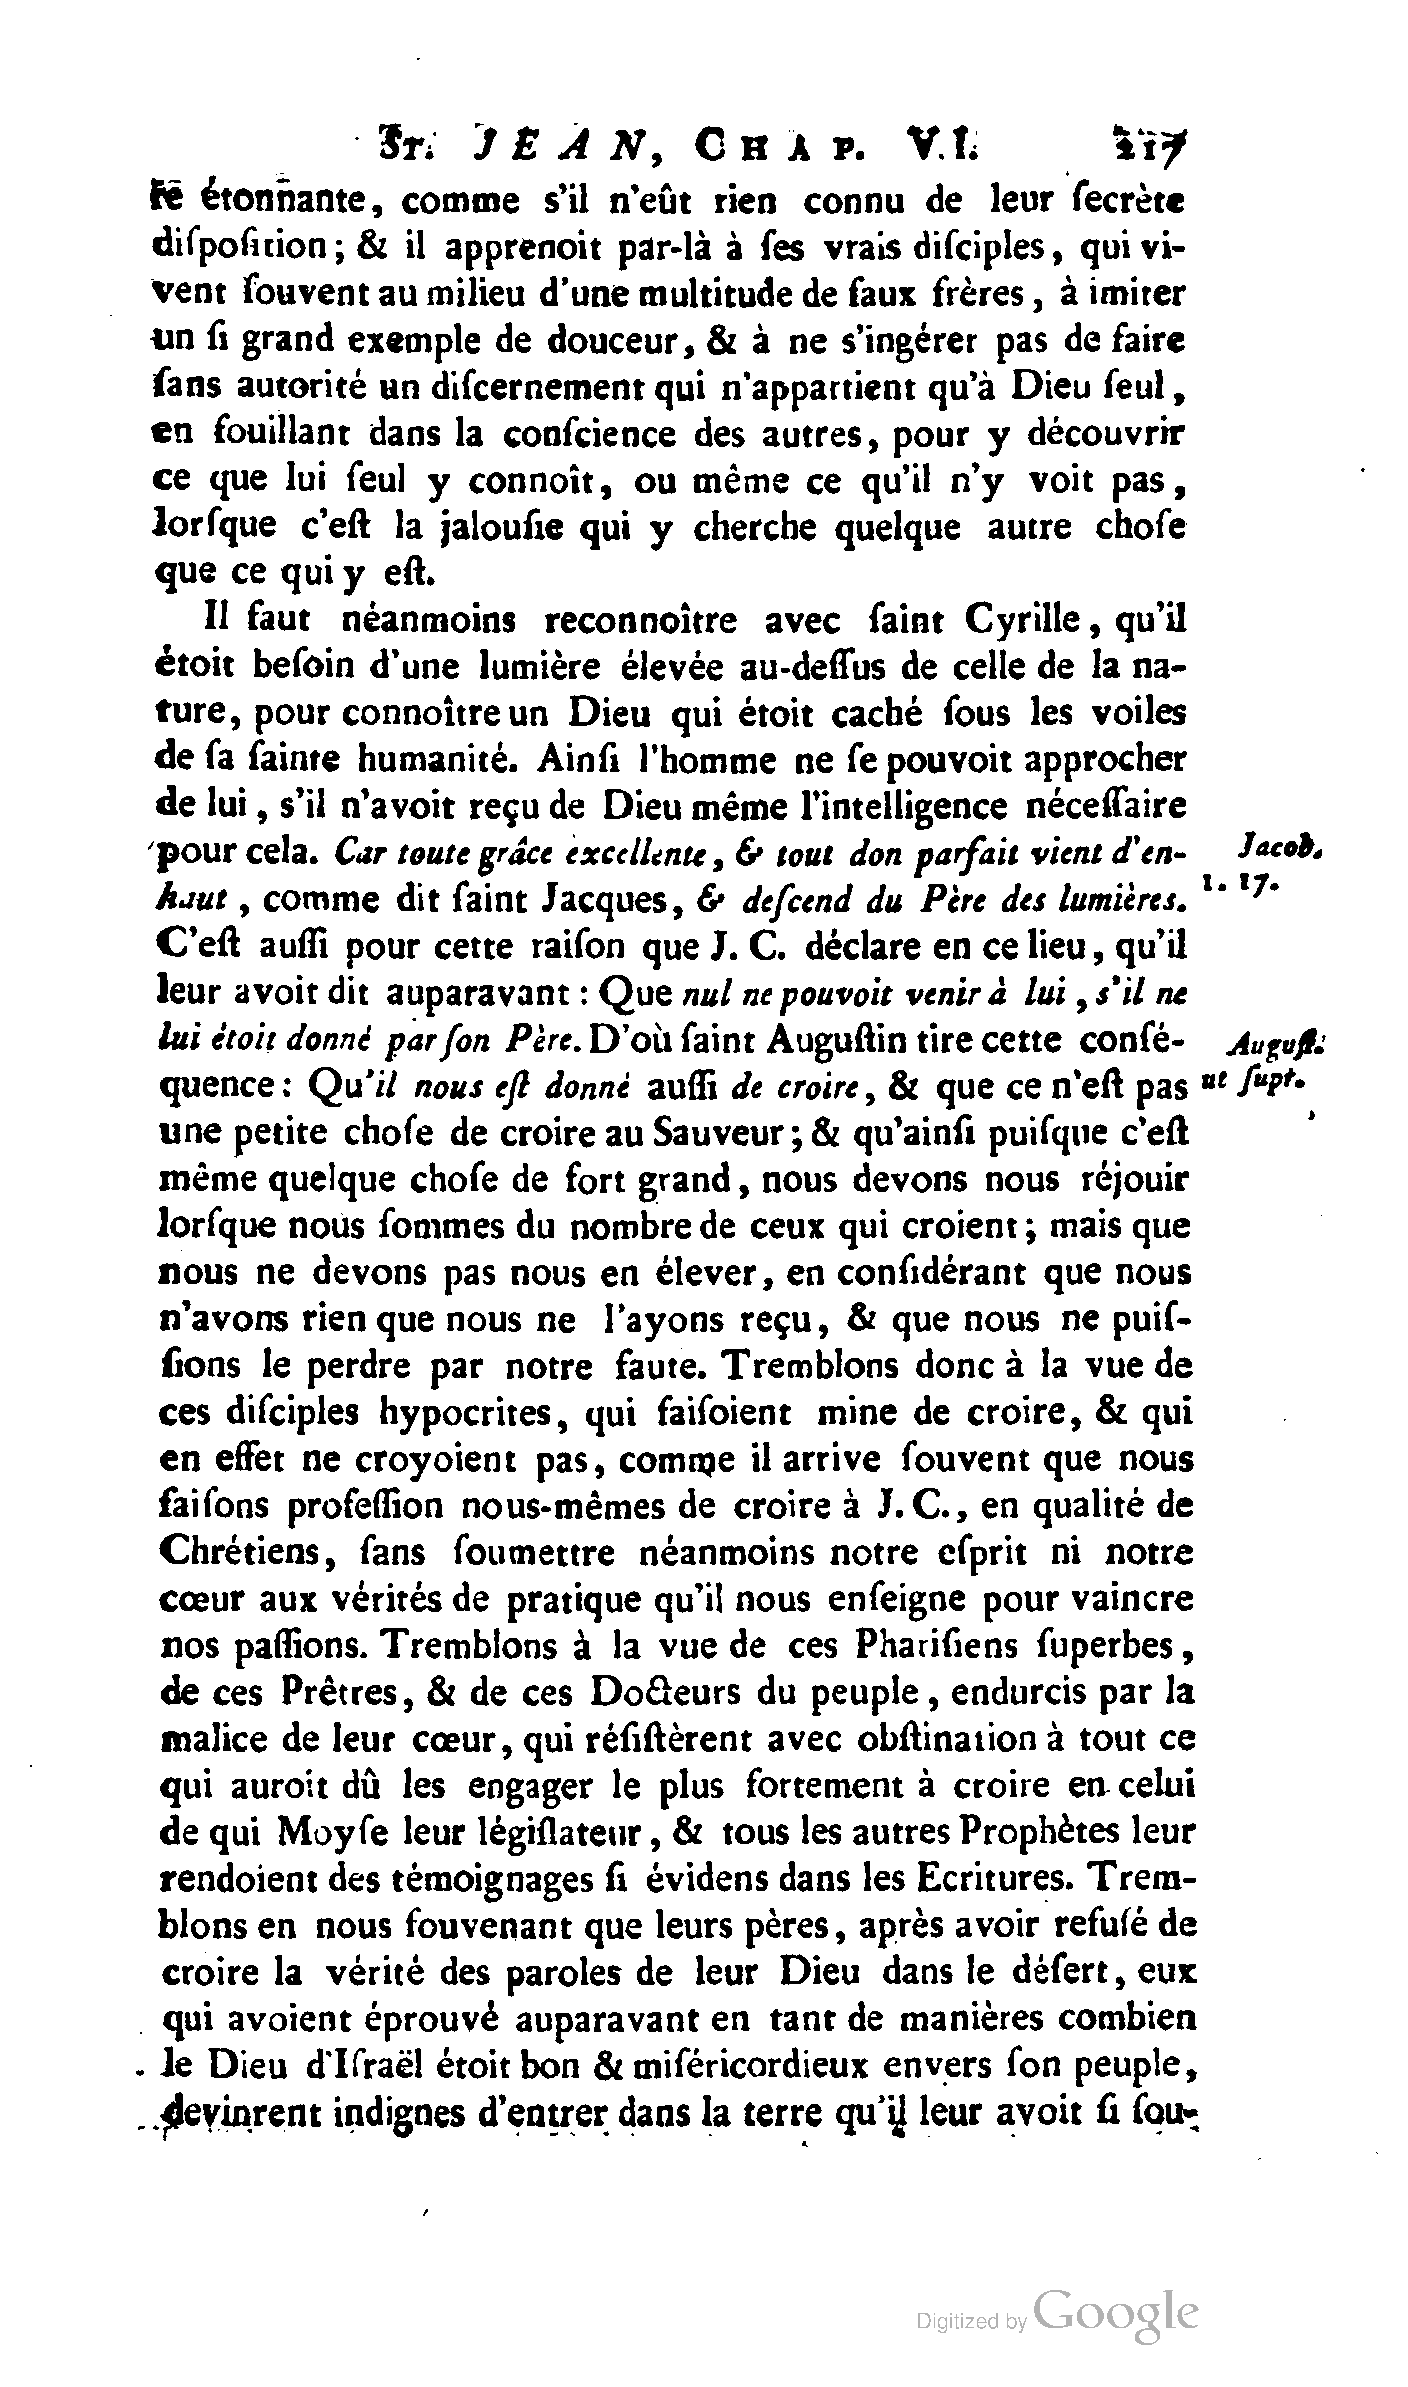 St. JEAN, CHAP. VI. 217
té étonnante, comme s'il n'eût rien connu de leur ſecrète
diſpoſition; & il apprenoit par-là à ſes vrais diſciples, qui vi-
vent ſouvent au milieu d'une multitude de faux frères, à imiter
un ſi grand exemple de douceur, & à ne s'ingérer pas de faire
ſans autorité un diſcernement qui n'appartient qu'à Dieu ſeul,
en fouillant dans la conſcience des autres, pour y découvrir
ce que lui ſeul y connoît, ou même ce qu'il n'y voit pas,
lorſque c'eſt la jalouſie qui y cherche quelque autre choſe
que ce qui y eſt.
Il faut néanmoins reconnoître avec ſaint Cyrille, qu'il
étoit beſoin d'une lumière élevée au-deſſus de celle de la na-
ture, pour connoître un Dieu qui étoit caché ſous les voiles
de ſa ſainte humanité. Ainſi l'homme ne ſe pouvoit approcher
de lui, s'il n'avoit reçu de Dieu même l'intelligence néceſſaire
pour cela. Car toute grâce excellente, & tout don parfait vient d'en-
Jacob.
haut, comme dit ſaint Jacques, & deſcend du Père des lumières.
1. 17.
C'eſt auſſi pour cette raiſon que J. C. déclare en ce lieu, qu'il
leur avoit dit auparavant : Que nul ne pouvoit venir à lui, s'il ne
lui étoit donné par ſon Père. D'où ſaint Auguſtin tire cette conſé-
Auguſt.
quence: Qu'il nous eſt donné auſſi de croire, & que ce n'eſt pas
ut ſupr.
une petite choſe de croire au Sauveur; & qu'ainſi puiſque c'eſt
même quelque choſe de fort grand, nous devons nous réjouir
lorſque nous ſommes du nombre de ceux qui croient; mais que
nous ne devons pas nous en élever, en conſidérant que nous
n'avons rien que nous ne l'ayons reçu, & que nous ne puiſ-
ſions le perdre par notre faute. Tremblons donc à la vue de
ces diſciples hypocrites, qui faiſoient mine de croire, & qui
en effet ne croyoient pas, comme il arrive ſouvent que nous
faiſons profeſſion nous-mêmes de croire à J. C., en qualité de
Chrétiens, ſans ſoumettre néanmoins notre eſprit ni notre
cœur aux vérités de pratique qu'il nous enſeigne pour vaincre
nos paſſions. Tremblons à la vue de ces Phariſiens ſuperbes,
de ces Prêtres, & de ces Docteurs du peuple, endurcis par la
malice de leur cœur, qui réſiſtèrent avec obſtination à tout ce
qui auroit dû les engager le plus fortement à croire en celui
de qui Moyſe leur légiſlateur, & tous les autres Prophètes leur
rendoient des témoignages ſi évidens dans les Ecritures. Trem-
blons en nous ſouvenant que leurs pères, après avoir refuſé de
croire la vérité des paroles de leur Dieu dans le déſert, eux
qui avoient éprouvé auparavant en tant de manières combien
le Dieu d'Iſraël étoit bon & miſéricordieux envers ſon peuple,
devinrent indignes d'entrer dans la terre qu'il leur avoit ſi ſou-
Digitized by Google